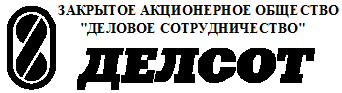 ЗАКРЫТОЕ АКЦИОНЕРНОЕ ОБЩЕСТВО
"ДЕЛОВОЕ СОТРУДНИЧЕСТВО"
ДЕЛСОТ